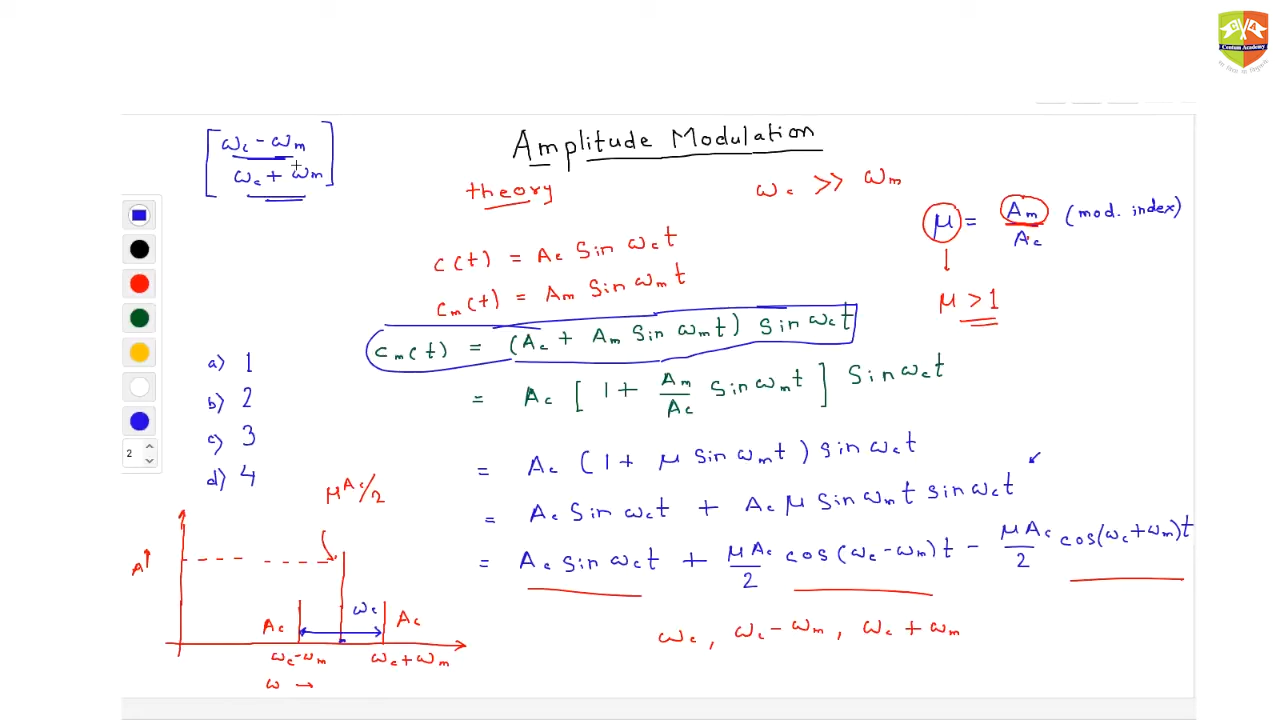 C A
Centum Academy
Amplitude Modulation
ωc - ωm
ωc + ωm
theory
ωc >> ωm
μ = Am/Ac (mod. index)
μ > 1
c(t) = Ac Sin ωct
cm(t) = Am Sin ωmt
cm(t) = (Ac + Am Sin ωmt) Sin ωct
= Ac [ 1 + Am/Ac Sin ωmt ] Sin ωct
= Ac (1 + μ Sin ωmt) Sin ωct
= Ac Sin ωct + Ac μ Sin ωmt Sin ωct
= Ac Sin ωct + μAc/2 cos(ωc - ωm)t - μAc/2 cos(ωc + ωm)t
ωc, ωc - ωm, ωc + ωm
a) 1
b) 2
c) 3
d) 4
2
μAc/2
A↑
Ac ωc Ac
ωc-ωm ωc+ωm
ω →